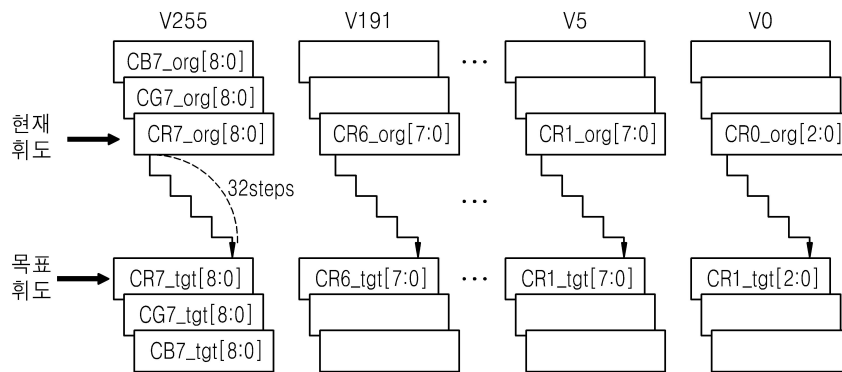 V255 V191 V5 V0
CB7_org[8:0] ...
CG7_org[8:0]
현재 휘도 CR7_org[8:0] CR6_org[7:0] CR1_org[7:0] CR0_org[2:0]
32steps
...
목표 휘도 CR7_tgt[8:0] CR6_tgt[7:0] ... CR1_tgt[7:0] CR1_tgt[2:0]
CG7_tgt[8:0]
CB7_tgt[8:0]